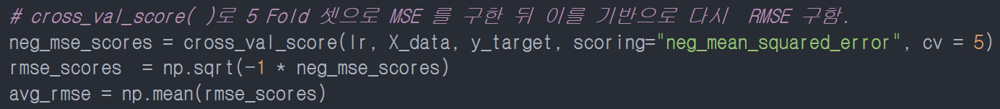 # cross_val_score( )로 5 Fold 셋으로 MSE 를 구한 뒤 이를 기반으로 다시  RMSE 구함.
neg_mse_scores = cross_val_score(lr, X_data, y_target, scoring="neg_mean_squared_error", cv = 5)
rmse_scores  = np.sqrt(-1 * neg_mse_scores)
avg_rmse = np.mean(rmse_scores)